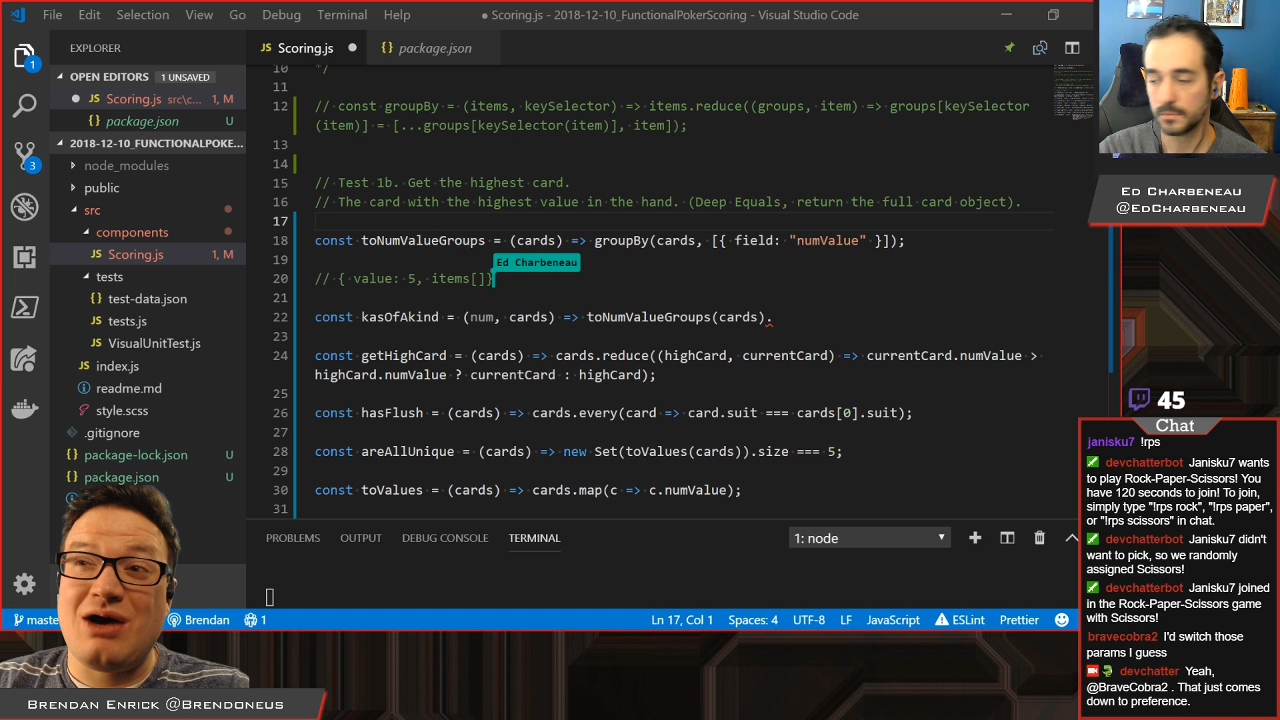 File Edit Selection View Go Debug Terminal Help
● Scoring.js - 2018-12-10_FunctionalPokerScoring - Visual Studio Code
EXPLORER
OPEN EDITORS 1 UNSAVED
Scoring.js src\c... 1, M
{} package.json U
2018-12-10_FUNCTIONALPOKE...
node_modules
public
src
components
Scoring.js 1, M
tests
{} test-data.json
JS tests.js
JS VisualUnitTest.js
JS index.js
readme.md
style.scss
.gitignore
{} package-lock.json U
{} package.json U
1
3
JS Scoring.js ●
{} package.json
10 */
11
12 // const groupBy = (items, keySelector) => items.reduce((groups, item) => groups[keySelector
(item)] = [...groups[keySelector(item)], item]);
13
14
15 // Test 1b. Get the highest card.
16 // The card with the highest value in the hand. (Deep Equals, return the full card object).
17
18 const toNumValueGroups = (cards) => groupBy(cards, [{ field: "numValue" }]);
19
Ed Charbeneau
20 // { value: 5, items[]}
21
22 const kasOfAkind = (num, cards) => toNumValueGroups(cards).
23
24 const getHighCard = (cards) => cards.reduce((highCard, currentCard) => currentCard.numValue >
highCard.numValue ? currentCard : highCard);
25
26 const hasFlush = (cards) => cards.every(card => card.suit === cards[0].suit);
27
28 const areAllUnique = (cards) => new Set(toValues(cards)).size === 5;
29
30 const toValues = (cards) => cards.map(c => c.numValue);
31
PROBLEMS OUTPUT DEBUG CONSOLE TERMINAL
1: node
maste
Brendan
1
Ln 17, Col 1 Spaces: 4 UTF-8 LF JavaScript ESLint Prettier
BRENDAN ENRICK @BRENDONEUS
ED CHARBENEAU
@EDCHARBENEAU
45
Chat
janisku7 !rps
devchatterbot Janisku7 wants
to play Rock-Paper-Scissors! You
have 120 seconds to join! To join,
simply type "!rps rock", "!rps paper",
or "!rps scissors" in chat.
devchatterbot Janisku7 didn't
want to pick, so we randomly
assigned Scissors!
devchatterbot Janisku7 joined
in the Rock-Paper-Scissors game
with Scissors!
bravecobra2 I'd switch those
params I guess
devchatter Yeah,
@BraveCobra2 . That just comes
down to preference.